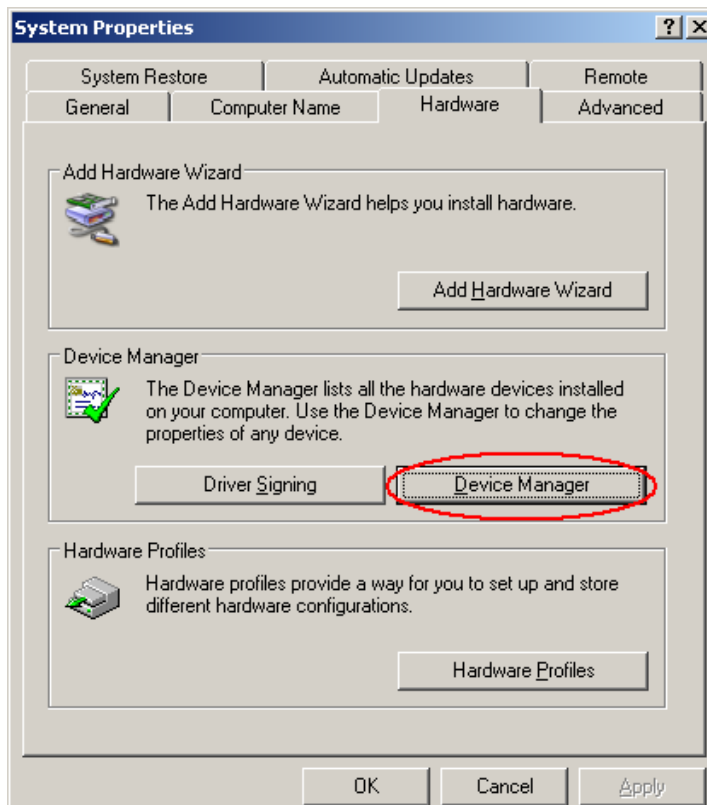 System Properties
System Restore
Automatic Updates
Remote
General
Computer Name
Hardware
Advanced
Add Hardware Wizard
The Add Hardware Wizard helps you install hardware.
Add Hardware Wizard
Device Manager
The Device Manager lists all the hardware devices installed
on your computer. Use the Device Manager to change the
properties of any device.
Driver Signing
Device Manager
Hardware Profiles
Hardware profiles provide a way for you to set up and store
different hardware configurations.
Hardware Profiles
OK
Cancel
Apply